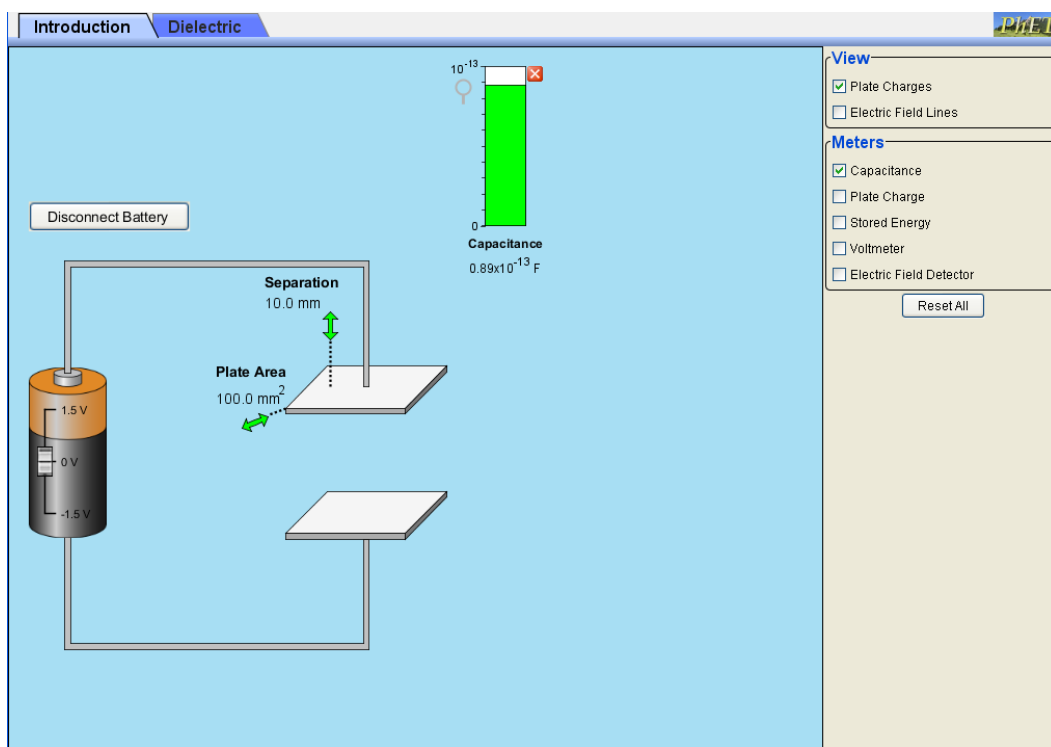 Introduction
Dielectric
PhET
10^-13
0
Capacitance
0.89x10^-13 F
Disconnect Battery
Separation
10.0 mm
Plate Area
100.0 mm^2
1.5 V
0 V
-1.5 V
View
Plate Charges
Electric Field Lines
Meters
Capacitance
Plate Charge
Stored Energy
Voltmeter
Electric Field Detector
Reset All